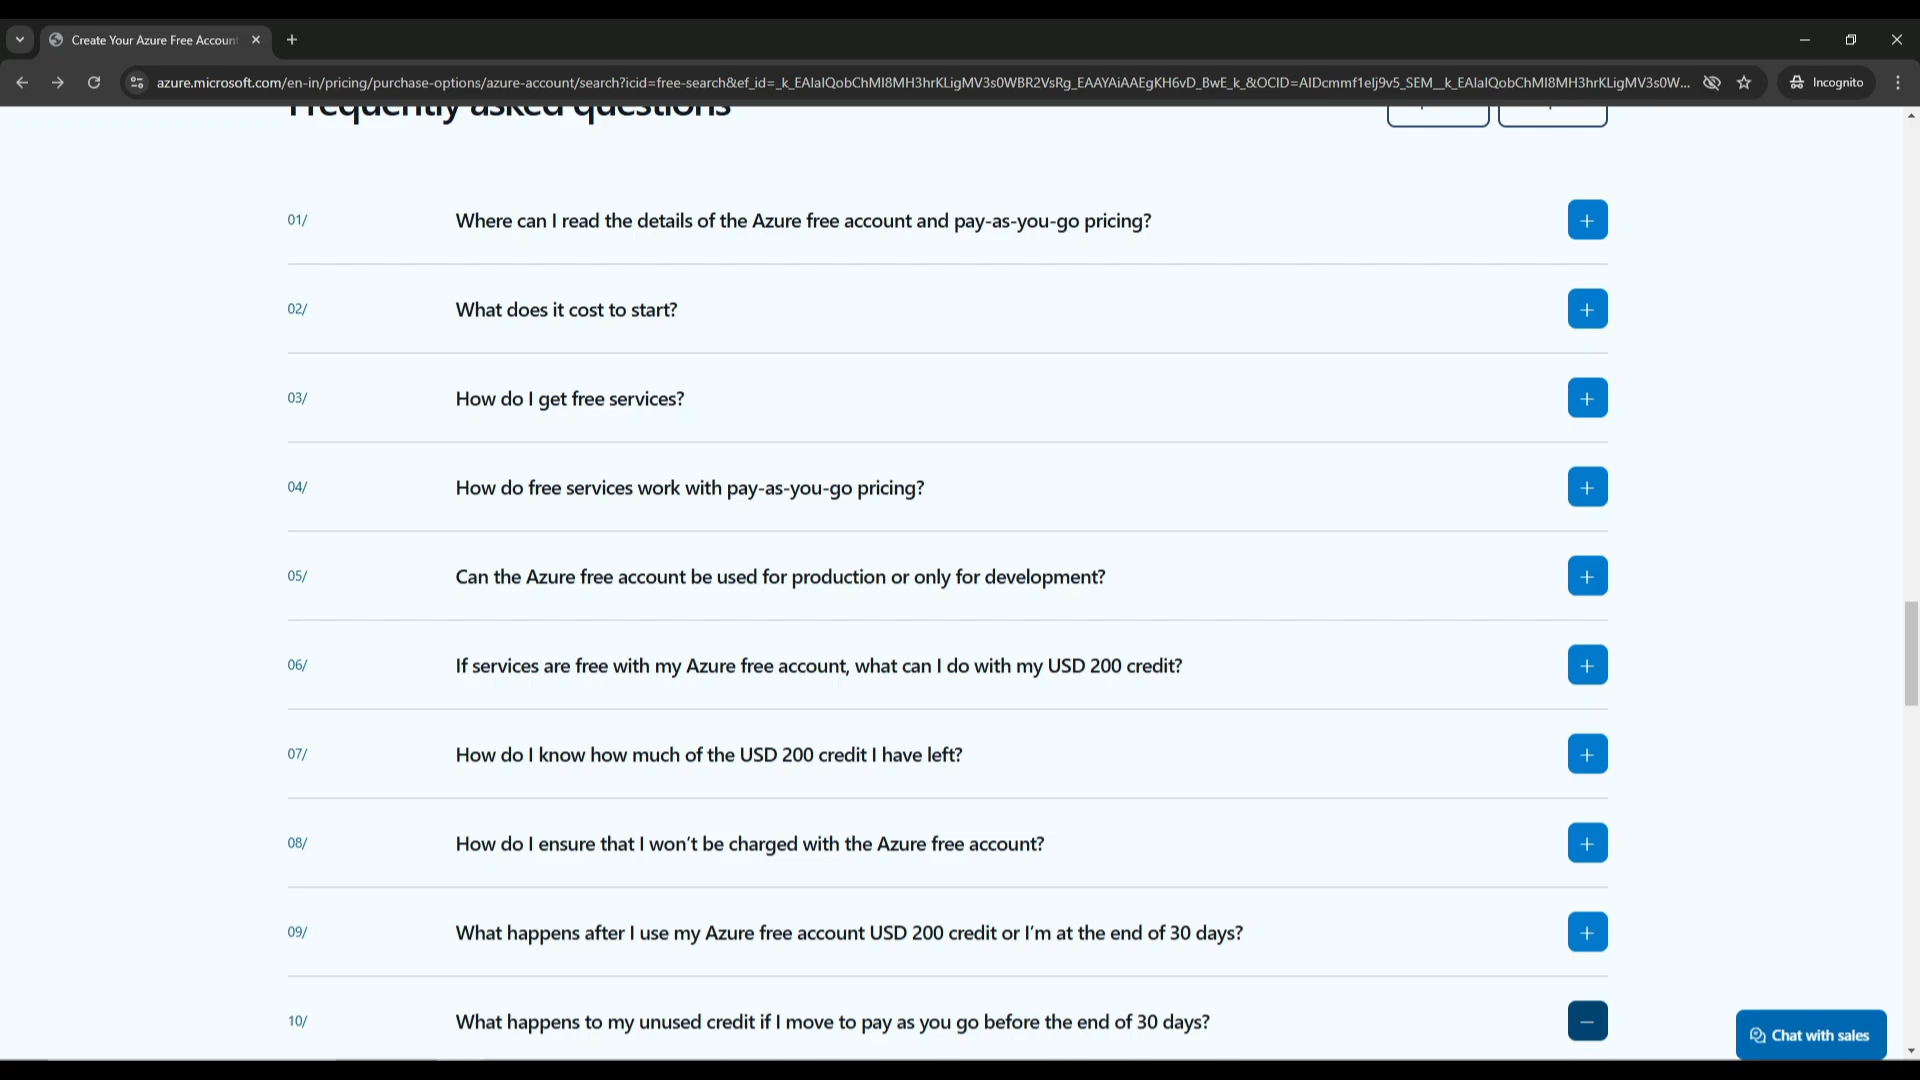 Create Your Azure Free Accoun
azure.microsoft.com/en-in/pricing/purchase-options/azure-account/search?icid=free-search&ef_id=_k_EAIaIQobChMI8MH3hrKLigMV3s0WBR2VsRg_EAAYAiAAEgKH6vD_BwE_k_&OCID=AIDcmmf1elj9v5_SEM__k_EAIaIQobChMI8MH3hrKLigMV3s0W...
Incognito
Frequently asked questions
01/ Where can I read the details of the Azure free account and pay-as-you-go pricing?
02/ What does it cost to start?
03/ How do I get free services?
04/ How do free services work with pay-as-you-go pricing?
05/ Can the Azure free account be used for production or only for development?
06/ If services are free with my Azure free account, what can I do with my USD 200 credit?
07/ How do I know how much of the USD 200 credit I have left?
08/ How do I ensure that I won't be charged with the Azure free account?
09/ What happens after I use my Azure free account USD 200 credit or I'm at the end of 30 days?
10/ What happens to my unused credit if I move to pay as you go before the end of 30 days?
Chat with sales